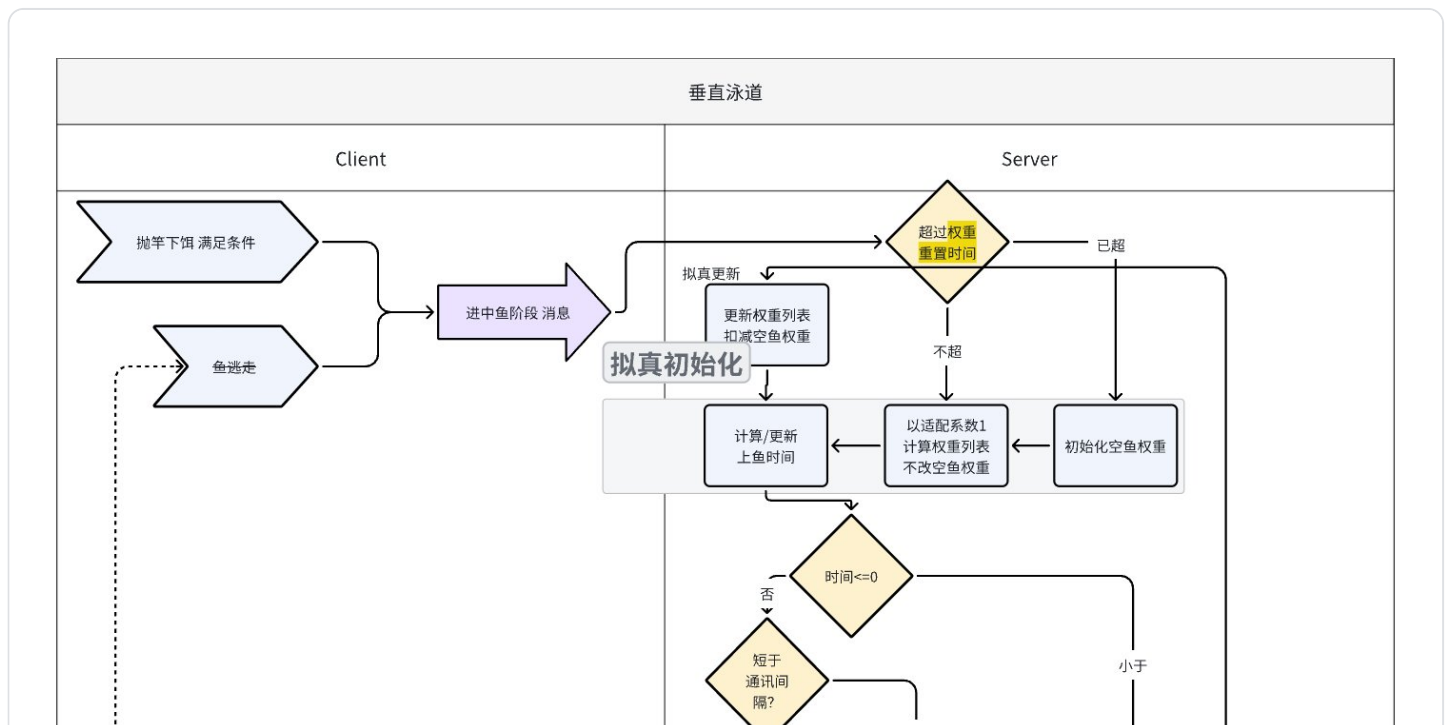 垂直泳道
Client
Server
抛竿下饵 满足条件
超过权重
重置时间
已超
拟真更新
进中鱼阶段 消息
更新权重列表
扣减空鱼权重
不超
鱼逃走
拟真初始化
计算/更新
上鱼时间
以适配系数1
计算权重列表
不改空鱼权重
初始化空鱼权重
时间<=0
否
小于
短于
通讯间
隔?